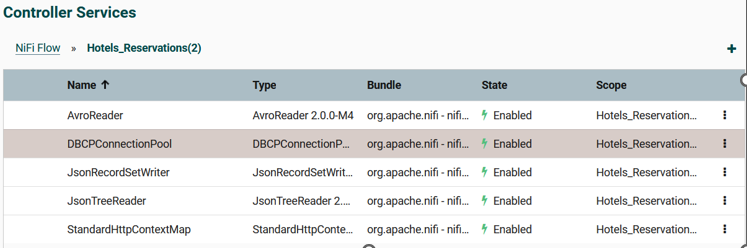 Controller Services
NiFi Flow » Hotels_Reservations(2)
Name Type Bundle State Scope
AvroReader AvroReader 2.0.0-M4 org.apache.nifi - nifi... Enabled Hotels_Reservation...
DBCPConnectionPool DBCPConnectionP... org.apache.nifi - nifi... Enabled Hotels_Reservation...
JsonRecordSetWriter JsonRecordSetWrit... org.apache.nifi - nifi... Enabled Hotels_Reservation...
JsonTreeReader JsonTreeReader 2.... org.apache.nifi - nifi... Enabled Hotels_Reservation...
StandardHttpContextMap StandardHttpConte... org.apache.nifi - nifi... Enabled Hotels_Reservation...